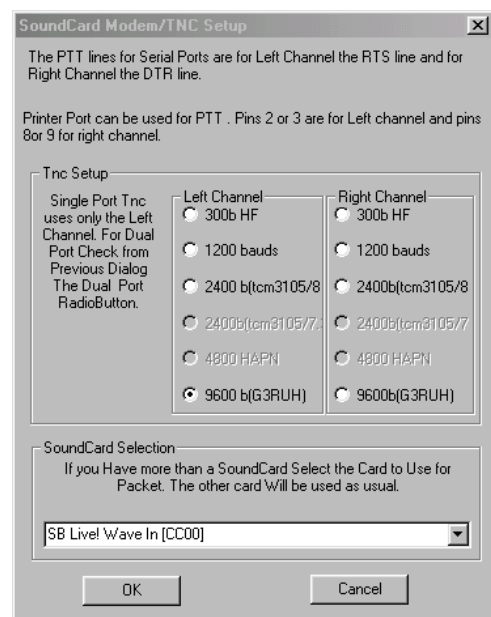 SoundCard Modem/TNC Setup
The PTT lines for Serial Ports are for Left Channel the RTS line and for
Right Channel the DTR line.
Printer Port can be used for PTT . Pins 2 or 3 are for Left channel and pins
8or 9 for right channel.
Tnc Setup
Single Port Tnc
uses only the Left
Channel. For Dual
Port Check from
Previous Dialog
The Dual Port
RadioButton.
Left Channel
300b HF
1200 bauds
2400 b(tcm3105/8
2400b(tcm3105/7.
4800 HAPN
9600 b(G3RUH)
Right Channel
300b HF
1200 bauds
2400b(tcm3105/8
2400b(tcm3105/7
4800 HAPN
9600b(G3RUH)
SoundCard Selection
If you Have more than a SoundCard Select the Card to Use for
Packet. The other card Will be used as usual.
SB Live! Wave In [CC00]
OK
Cancel